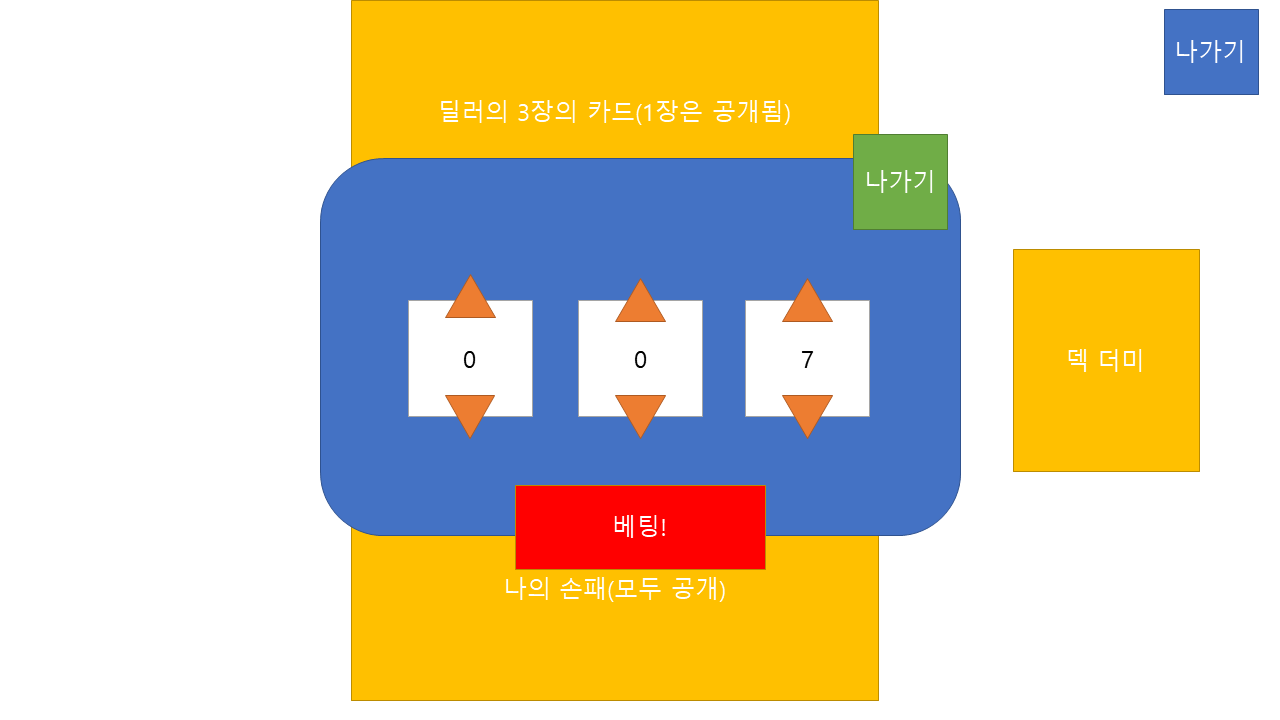 나가기
딜러의 3장의 카드(1장은 공개됨)
나가기
0
0
7
덱 더미
베팅!
나의 손패(모두 공개)